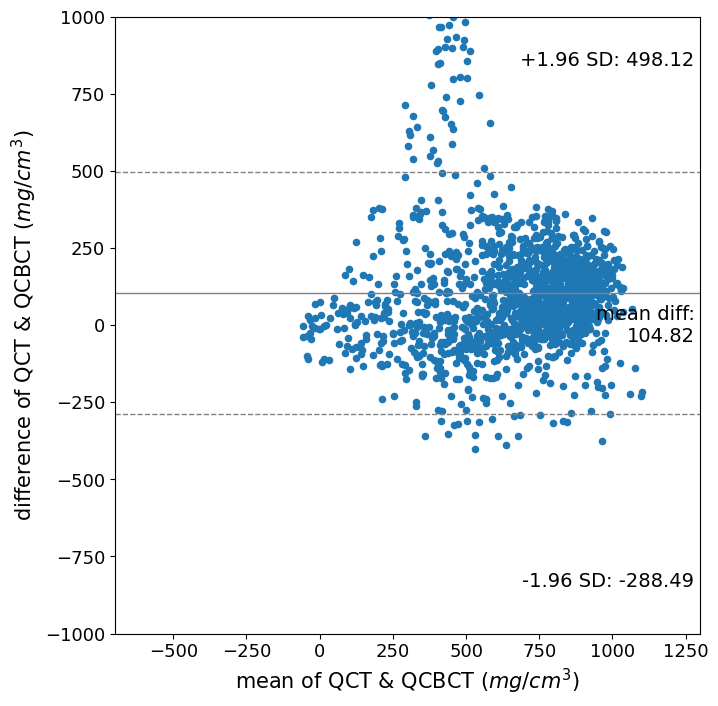 1000
750
500
250
0
−250
−500
−750
−1000
difference of QCT & QCBCT (mg/cm³)
+1.96 SD: 498.12
mean diff:
104.82
-1.96 SD: -288.49
−500 −250 0 250 500 750 1000 1250
mean of QCT & QCBCT (mg/cm³)